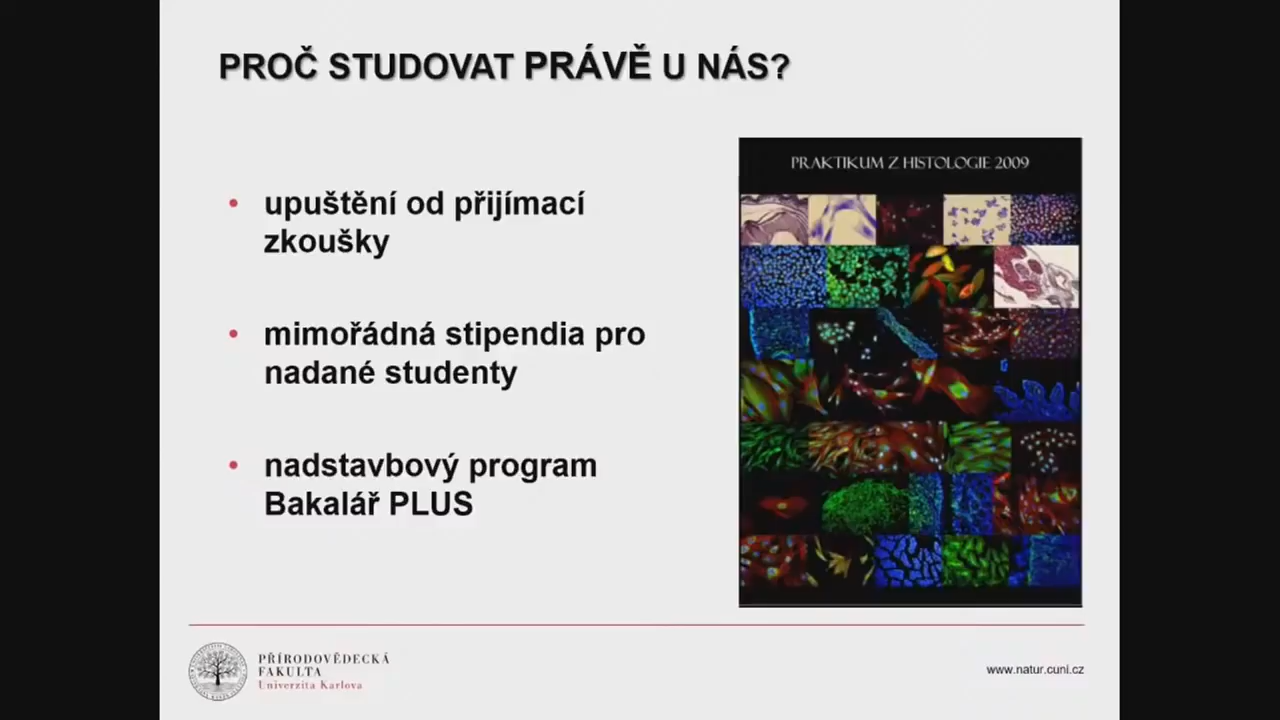 PROČ STUDOVAT PRÁVĚ U NÁS?
• upuštění od přijímací
zkoušky
• mimořádná stipendia pro
nadané studenty
• nadstavbový program
Bakalář PLUS
PRAKTIKUM Z HISTOLOGIE 2009
PŘÍRODOVĚDECKÁ
FAKULTA
Univerzita Karlova
www.natur.cuni.cz